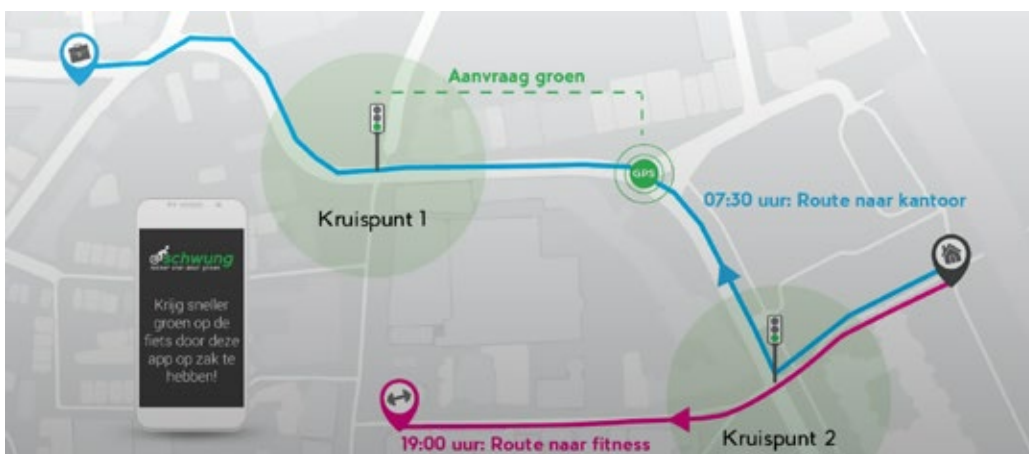 Aanvraag groen
GPS
07:30 uur: Route naar kantoor
Kruispunt 1
schwung
Krijg sneller
groen op de
fiets door deze
app op zak te
hebben!
19:00 uur: Route naar fitness
Kruispunt 2